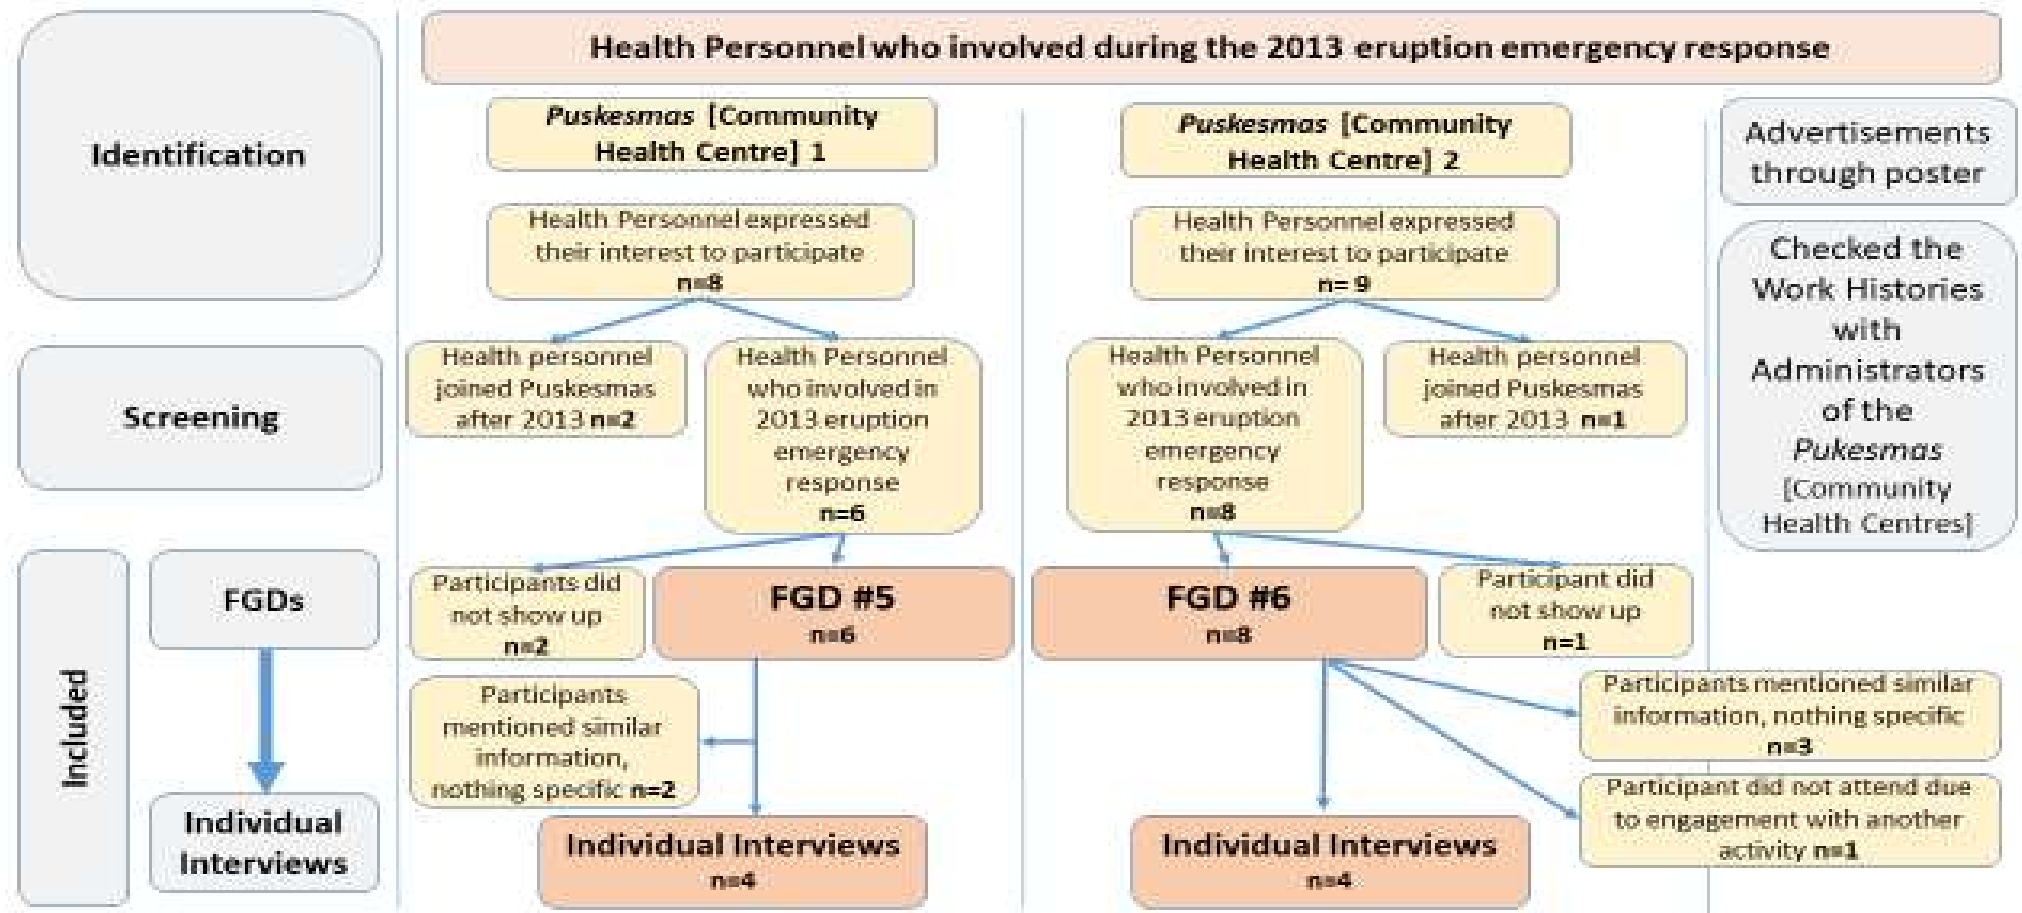 Health Personnel who involved during the 2013 eruption emergency response
Identification
Puskesmas [Community
Health Centre] 1
Puskesmas [Community
Health Centre] 2
Advertisements
through poster
Health Personnel expressed
their interest to participate
n=8
Health Personnel expressed
their interest to participate
n= 9
Checked the
Work Histories
with
Administrators
of the
Pukesmas
[Community
Health Centres]
Screening
Health personnel
joined Puskesmas
after 2013 n=2
Health Personnel
who involved in
2013 eruption
emergency
response
n=6
Health Personnel
who involved in
2013 eruption
emergency
response
n=8
Health personnel
joined Puskesmas
after 2013 n=1
Included
FGDs
Participants did
not show up
n=2
FGD #5
n=6
FGD #6
n=8
Participant did
not show up
n=1
Participants
mentioned similar
information,
nothing specific n=2
Participants mentioned similar
information, nothing specific
n=3
Participant did not attend due
to engagement with another
activity n=1
Individual
Interviews
Individual Interviews
n=4
Individual Interviews
n=4